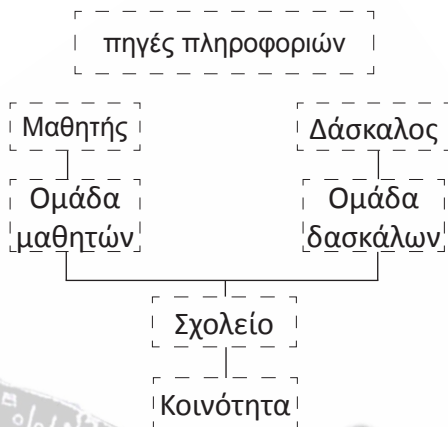 πηγές πληροφοριών
Μαθητής
Δάσκαλος
Ομάδα
μαθητών
Ομάδα
δασκάλων
Σχολείο
Κοινότητα